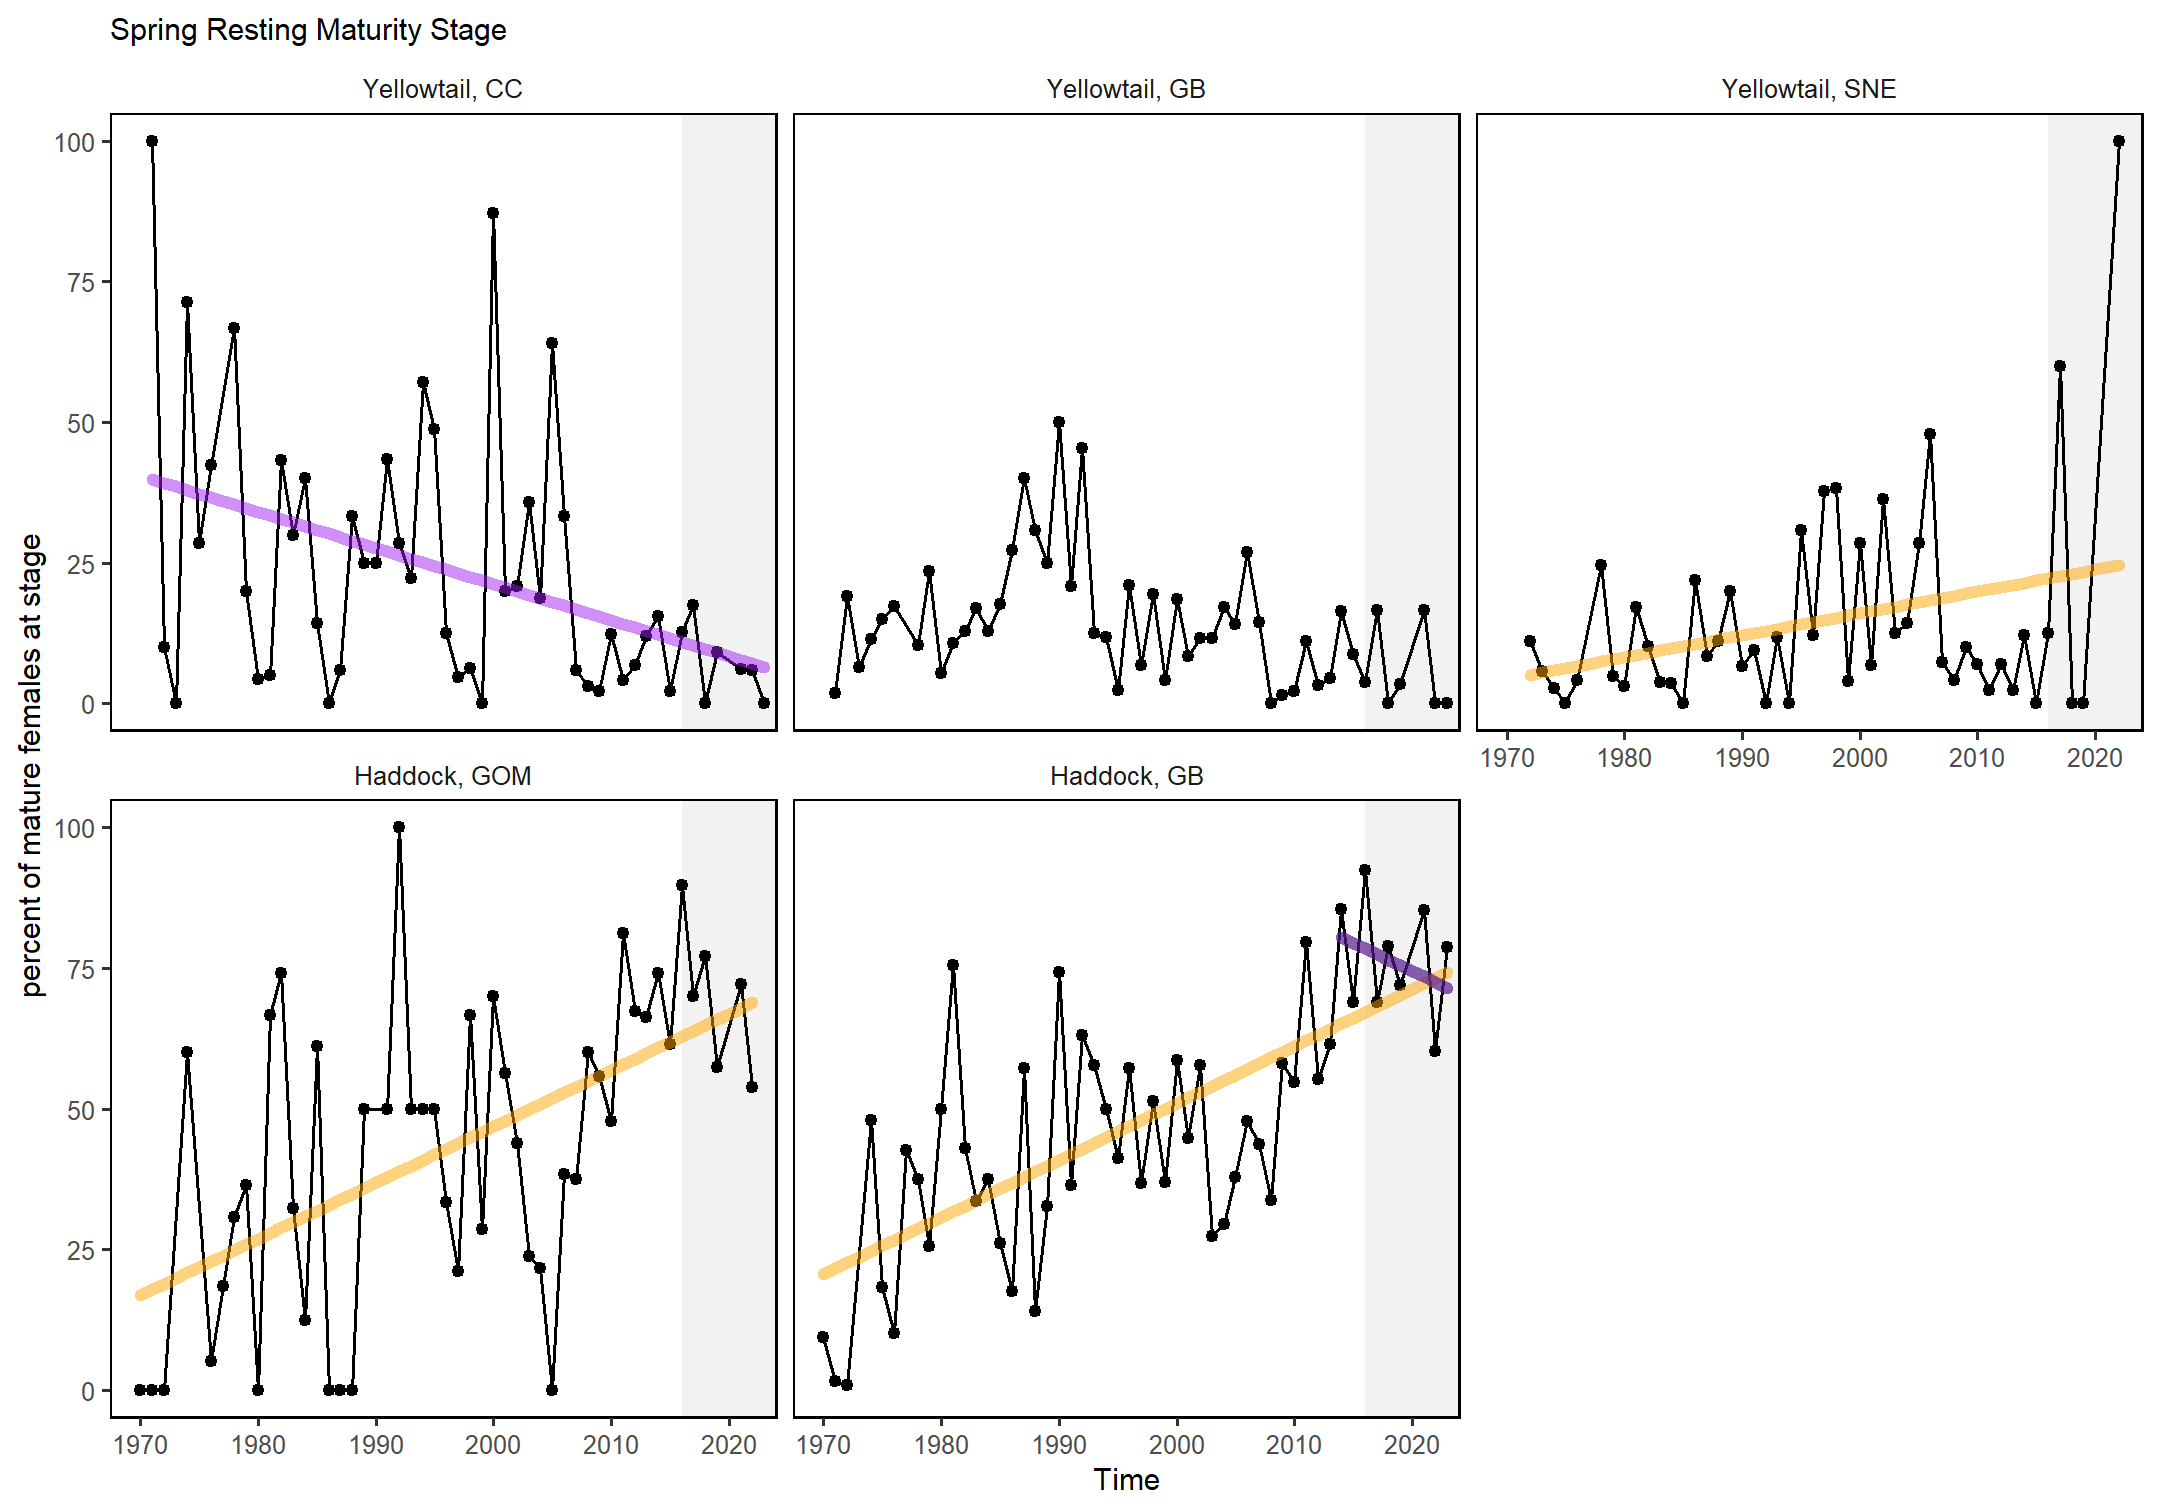 Spring Resting Maturity Stage
Yellowtail, CC
Yellowtail, GB
Yellowtail, SNE
100
75
50
25
0
percent of mature females at stage
1970 1980 1990 2000 2010 2020
Haddock, GOM
Haddock, GB
100
75
50
25
0
1970 1980 1990 2000 2010 2020
1970 1980 1990 2000 2010 2020
Time